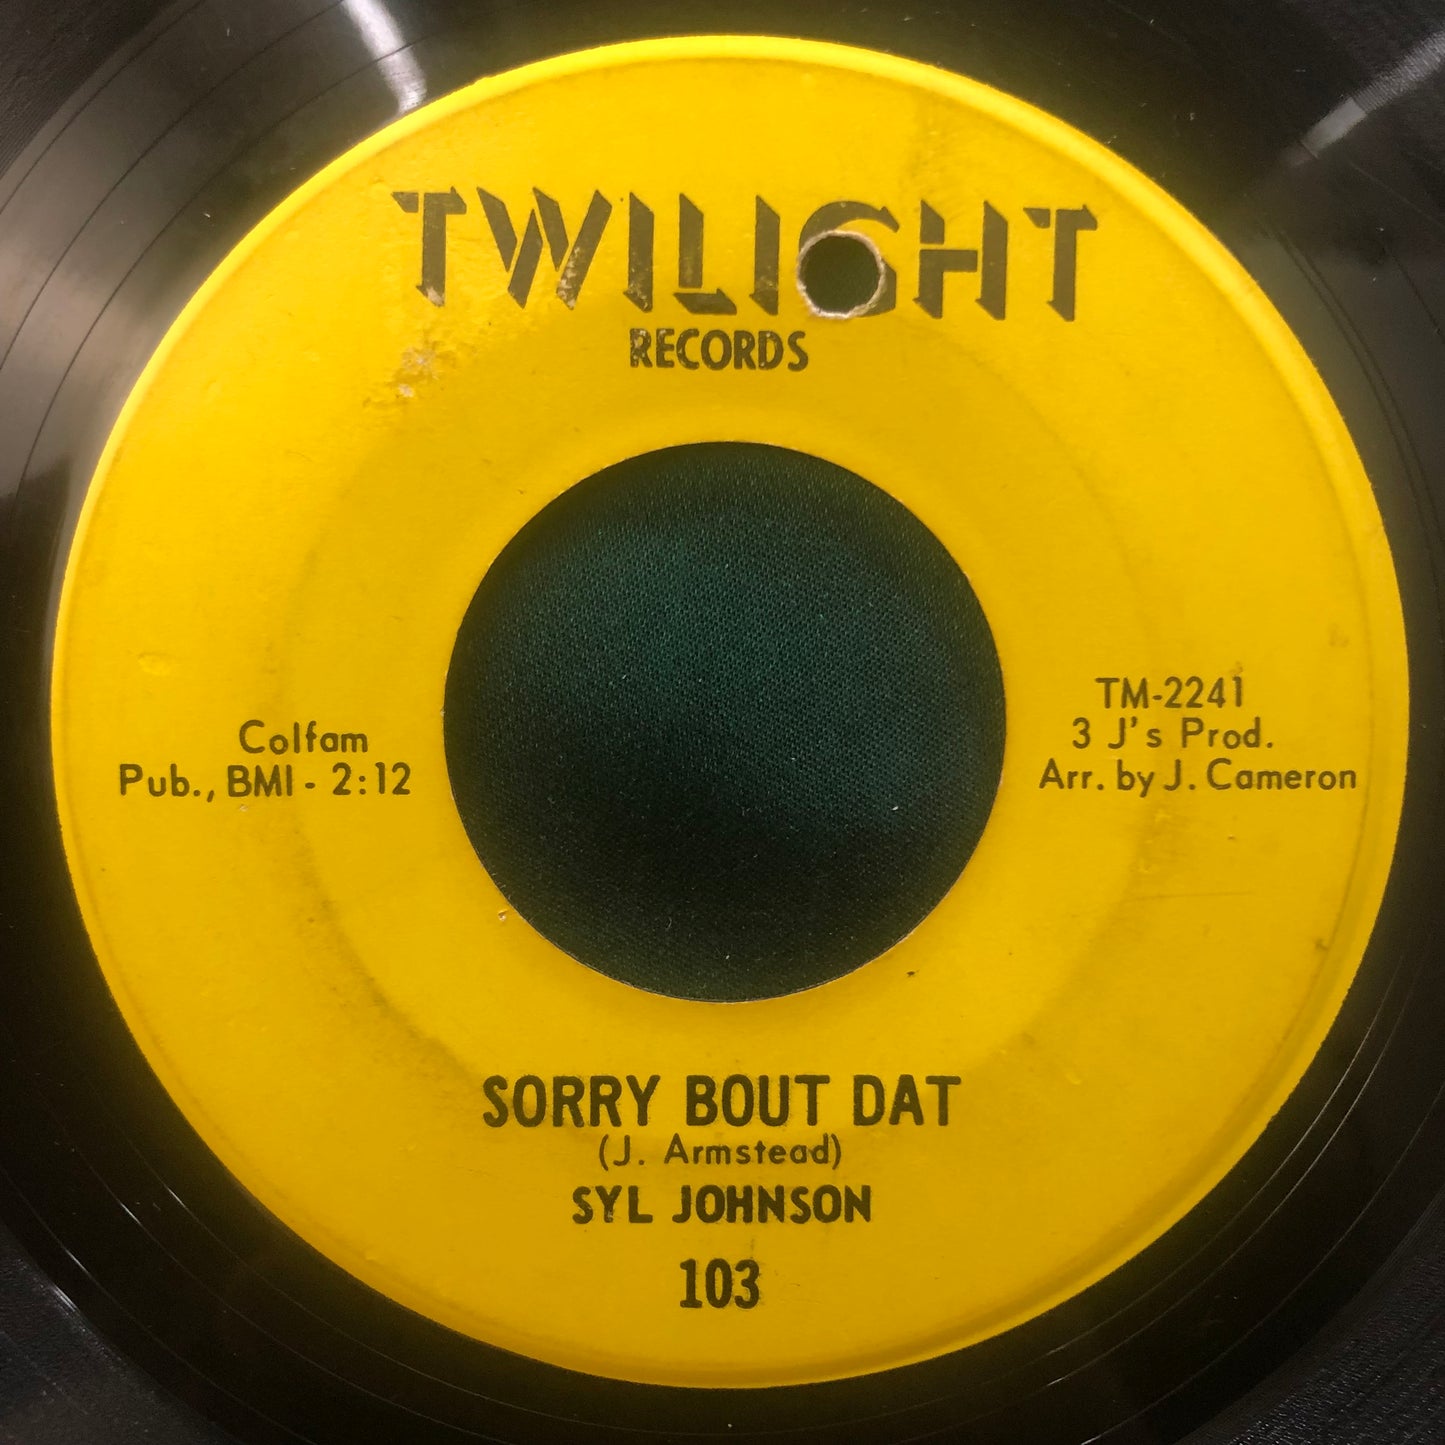 TWILIGHT
RECORDS
Colfam
Pub., BMI - 2:12
TM-2241
3 J's Prod.
Arr. by J. Cameron
SORRY BOUT DAT
(J. Armstead)
SYL JOHNSON
103